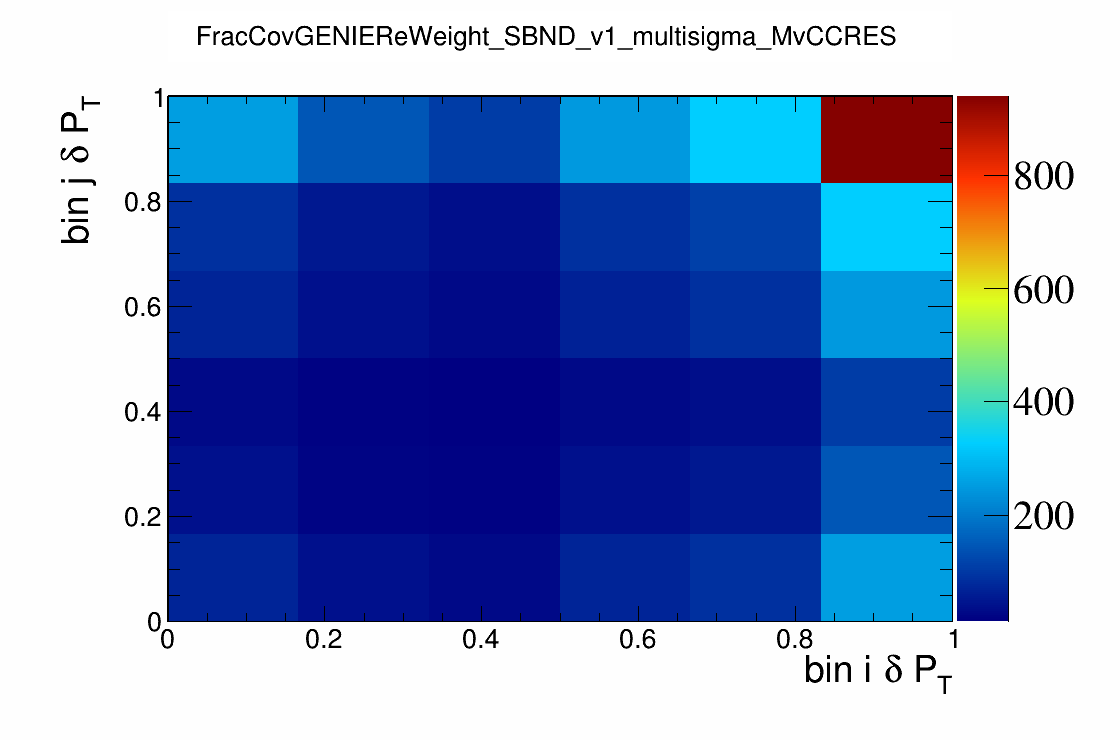 FracCovGENIEReWeight_SBND_v1_multisigma_MvCCRES
bin j δ P_T
1
0.8
0.6
0.4
0.2
0
0 0.2 0.4 0.6 0.8 1
bin i δ P_T
800
600
400
200